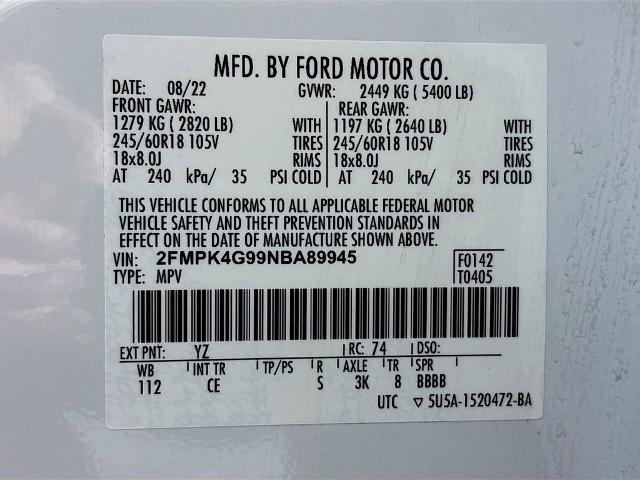 MFD. BY FORD MOTOR CO.
DATE: 08/22 GVWR: 2449 KG (5400 LB)
FRONT GAWR: REAR GAWR:
1279 KG (2820 LB) WITH 1197 KG (2640 LB) WITH
245/60R18 105V TIRES 245/60R18 105V TIRES
18x8.0J RIMS 18x8.0J RIMS
AT 240 kPa/ 35 PSI COLD AT 240 kPa/ 35 PSI COLD
THIS VEHICLE CONFORMS TO ALL APPLICABLE FEDERAL MOTOR
VEHICLE SAFETY AND THEFT PREVENTION STANDARDS IN
EFFECT ON THE DATE OF MANUFACTURE SHOWN ABOVE.
VIN: 2FMPK4G99NBA89945 F0142
TYPE: MPV T0405
EXT PNT: YZ RC: 74 DSO:
WB INT TR TP/PS R AXLE TR SPR
112 CE S 3K 8 BBBB
UTC ▽ 5U5A-1520472-BA